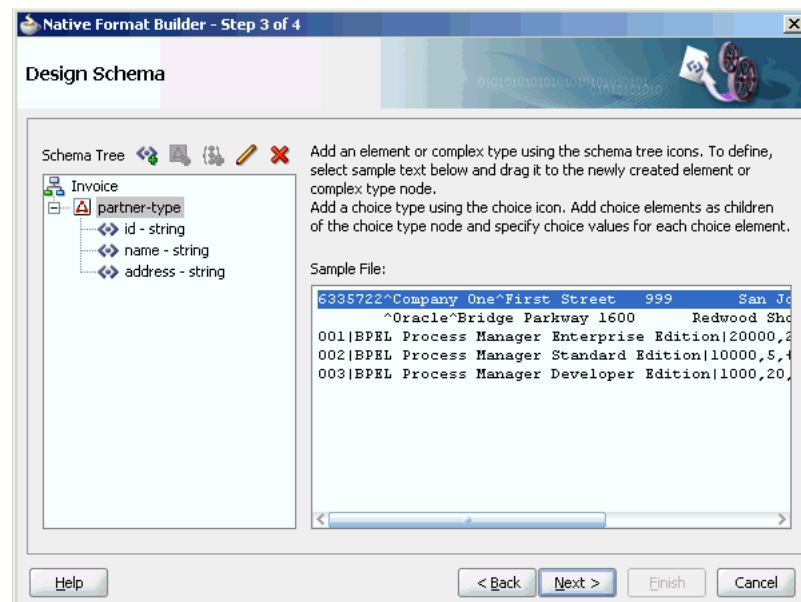 Native Format Builder - Step 3 of 4
Design Schema
Schema Tree
Invoice
partner-type
id - string
name - string
address - string
Add an element or complex type using the schema tree icons. To define,
select sample text below and drag it to the newly created element or
complex type node.
Add a choice type using the choice icon. Add choice elements as children
of the choice type node and specify choice values for each choice element.
Sample File:
6335722^Company One^First Street 999 San Jo
^Oracle^Bridge Parkway 1600 Redwood Sho
001|BPEL Process Manager Enterprise Edition|20000,2
002|BPEL Process Manager Standard Edition|10000,5,+
003|BPEL Process Manager Developer Edition|1000,20,
Help
< Back
Next >
Finish
Cancel